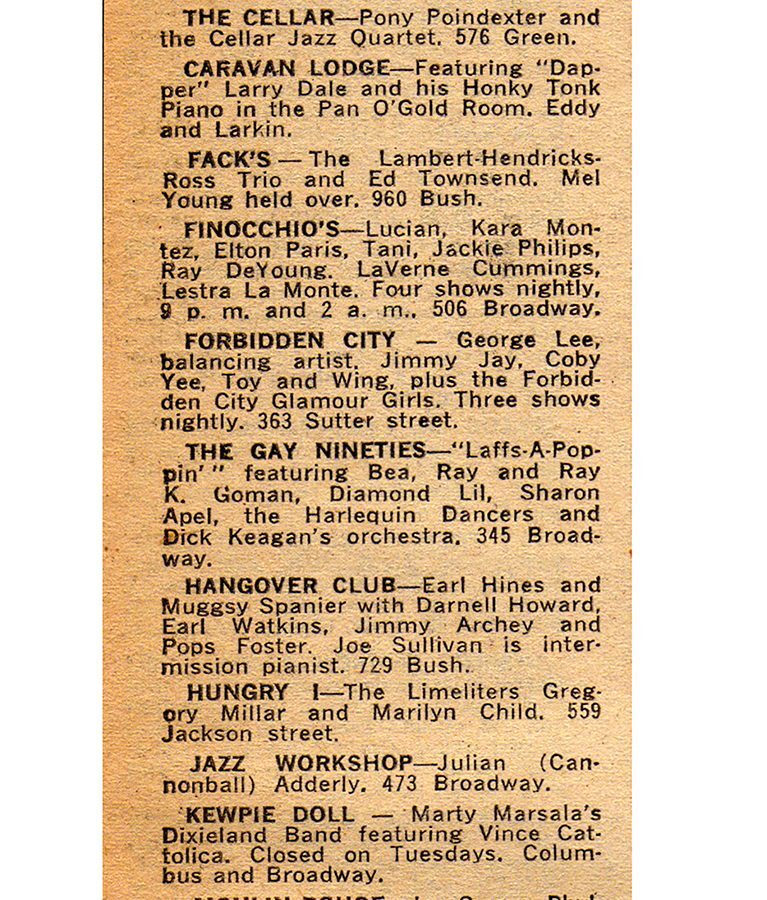 THE CELLAR—Pony Poindexter and
the Cellar Jazz Quartet. 576 Green.
CARAVAN LODGE—Featuring "Dap-
per" Larry Dale and his Honky Tonk
Piano in the Pan O'Gold Room. Eddy
and Larkin.
FACK'S — The Lambert-Hendricks-
Ross Trio and Ed Townsend. Mel
Young held over. 960 Bush.
FINOCCHIO'S—Lucian, Kara Mon-
tez, Elton Paris, Tani, Jackie Philips,
Ray DeYoung. LaVerne Cummings,
Lestra La Monte. Four shows nightly,
9 p. m. and 2 a. m.. 506 Broadway.
FORBIDDEN CITY — George Lee,
balancing artist, Jimmy Jay, Coby
Yee, Toy and Wing, plus the Forbid-
den City Glamour Girls. Three shows
nightly. 363 Sutter street.
THE GAY NINETIES—"Laffs-A-Pop-
pin' " featuring Bea, Ray and Ray
K. Goman, Diamond Lil, Sharon
Apel, the Harlequin Dancers and
Dick Keagan's orchestra. 345 Broad-
way.
HANGOVER CLUB—Earl Hines and
Muggsy Spanier with Darnell Howard,
Earl Watkins, Jimmy Archey and
Pops Foster. Joe Sullivan is inter-
mission pianist. 729 Bush.
HUNGRY I—The Limeliters Greg-
ory Millar and Marilyn Child. 559
Jackson street.
JAZZ WORKSHOP—Julian (Can-
nonball) Adderly. 473 Broadway.
KEWPIE DOLL — Marty Marsala's
Dixieland Band featuring Vince Cat-
tolica. Closed on Tuesdays. Colum-
bus and Broadway.